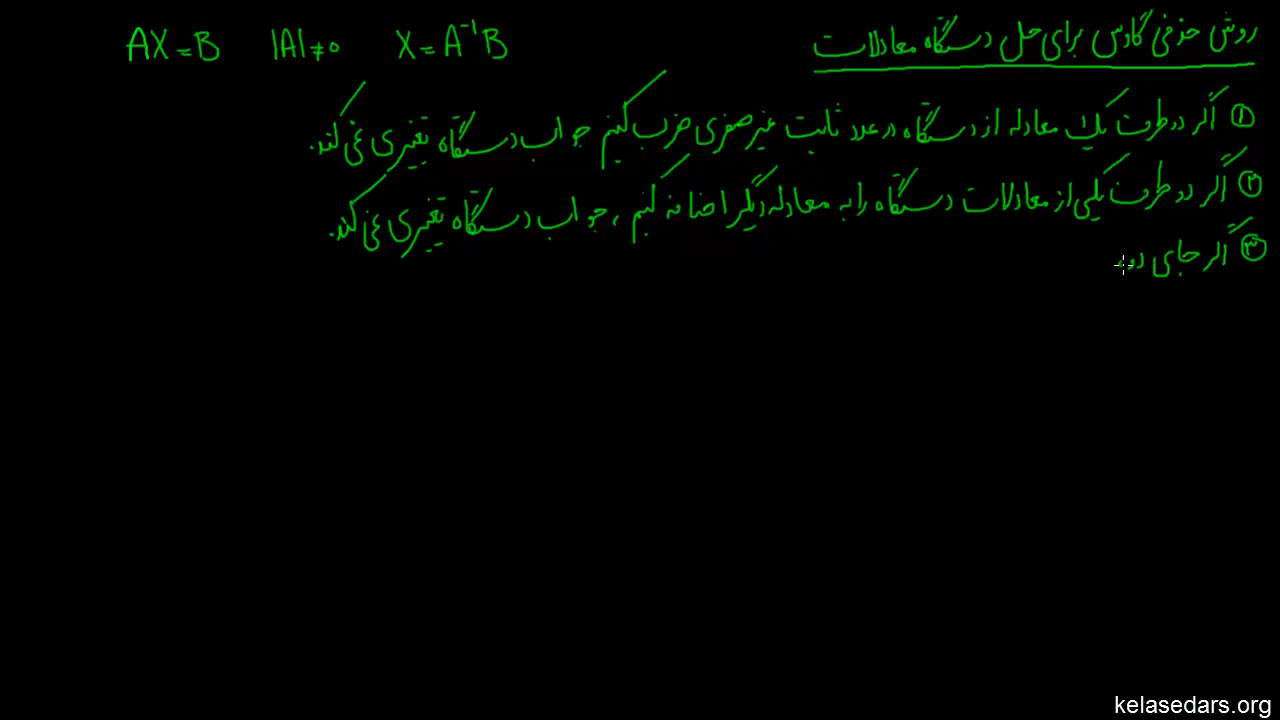 روش حذفی گاوس برای حل دستگاه معادلات
AX = B |A| ≠ 0 X = A⁻¹B
① اگر دو طرف یک معادله از دستگاه در عدد ثابت غیر صفری ضرب کنیم جواب دستگاه تغییری نمی کند.
② اگر دو طرف یکی از معادلات دستگاه را به معادله دیگر اضافه کنیم، جواب دستگاه تغییری نمی کند.
③ اگر جای دو
kelasedars.org